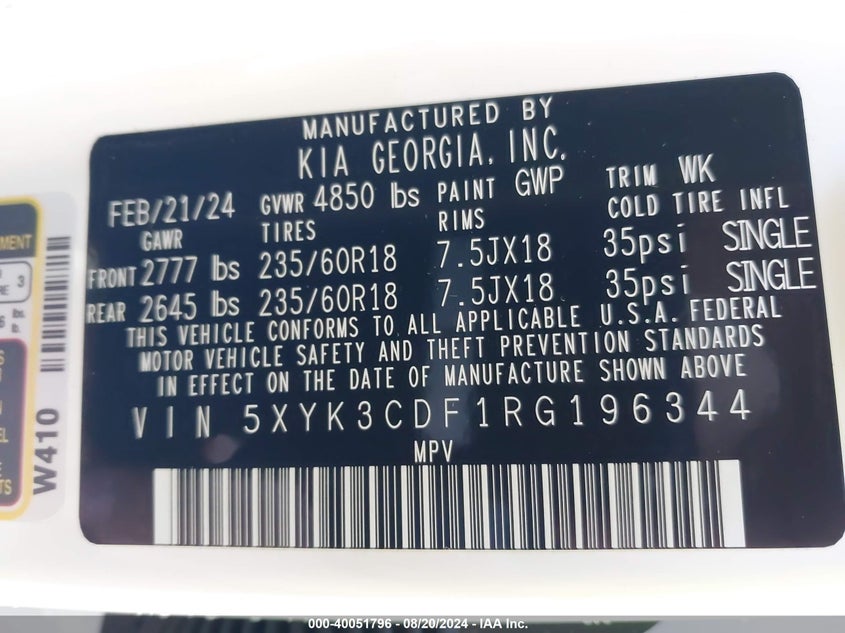 MANUFACTURED BY
KIA GEORGIA, INC.
FEB/21/24 GVWR 4850 lbs PAINT GWP TRIM WK
GAWR TIRES RIMS COLD TIRE INFL
FRONT 2777 lbs 235/60R18 7.5JX18 35psi SINGLE
REAR 2645 lbs 235/60R18 7.5JX18 35psi SINGLE
THIS VEHICLE CONFORMS TO ALL APPLICABLE U.S.A. FEDERAL
MOTOR VEHICLE SAFETY AND THEFT PREVENTION STANDARDS
IN EFFECT ON THE DATE OF MANUFACTURE SHOWN ABOVE
VIN 5XYK3CDF1RG196344
MPV
W410
000-40051796 - 08/20/2024 - IAA Inc.